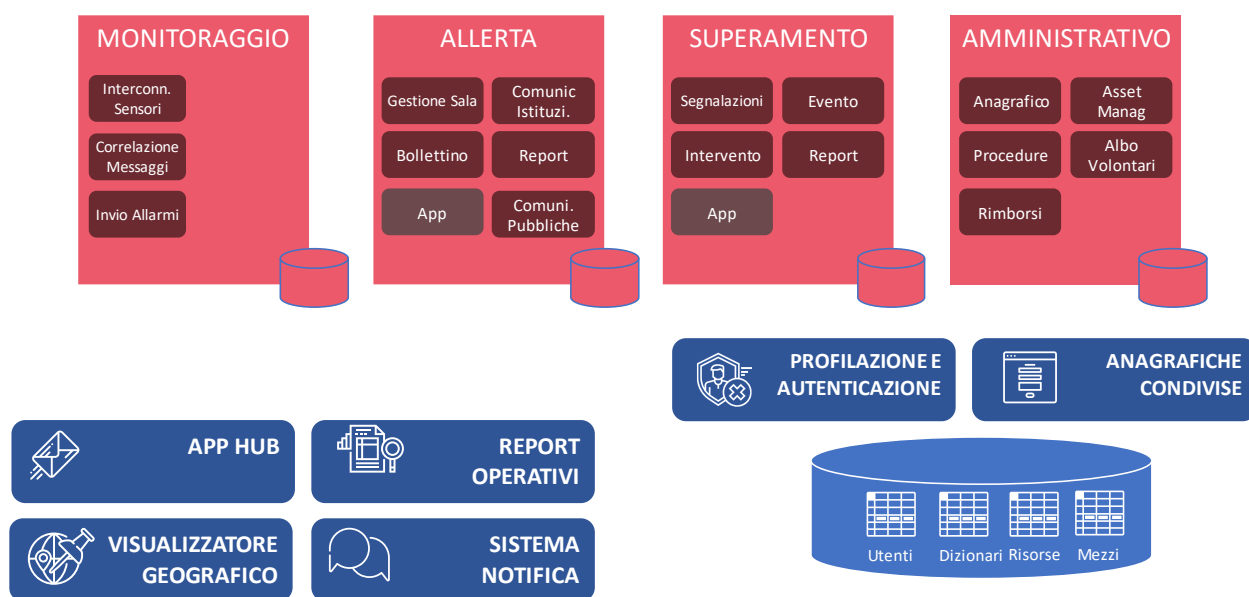 MONITORAGGIO
Interconn.
Sensori
Correlazione
Messaggi
Invio Allarmi
ALLERTA
Gestione Sala
Comunic
Istituzi.
Bollettino
Report
App
Comuni.
Pubbliche
SUPERAMENTO
Segnalazioni
Evento
Intervento
Report
App
AMMINISTRATIVO
Anagrafico
Asset
Manag
Procedure
Albo
Volontari
Rimborsi
PROFILAZIONE E
AUTENTICAZIONE
ANAGRAFICHE
CONDIVISE
APP HUB
REPORT
OPERATIVI
VISUALIZZATORE
GEOGRAFICO
SISTEMA
NOTIFICA
Utenti
Dizionari
Risorse
Mezzi